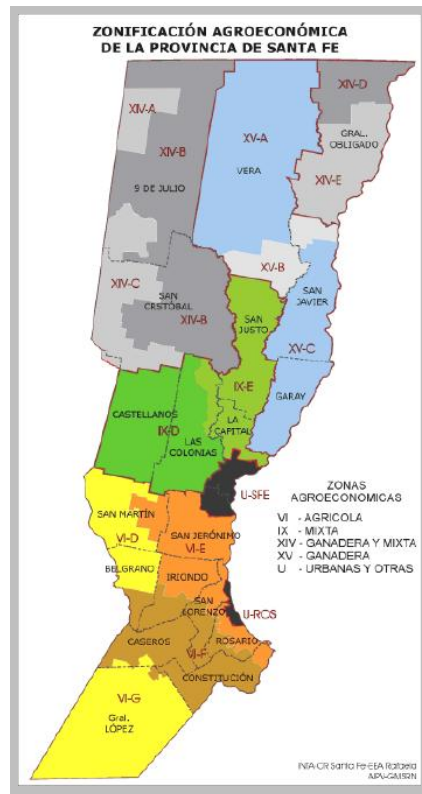 ZONIFICACIÓN AGROECONÓMICA
DE LA PROVINCIA DE SANTA FE
XIV-D
XIV-A
GRAL.
OBLIGADO
XV-A
XIV-B
VERA
XIV-E
9 DE JULIO
XV-B
XIV-C
SAN
CRSTÓBAL
SAN
JAVIER
XIV-B
SAN
JUSTO
XV-C
IX-E
GARAY
CASTELLANOS
IX-D
LA
CAPITAL
LAS
COLONIAS
U-SFE
ZONAS
AGROECONOMICAS
VI - AGRICOLA
IX - MIXTA
XIV - GANADERA Y MIXTA
XV - GANADERA
U - URBANAS Y OTRAS
SAN MARTÍN
VI-D
SAN JERÓNIMO
VI-E
BELGRANO
IRIONDO
SAN
LORENZO
U-ROS
CASEROS
ROSARIO
VI-F
CONSTITUCIÓN
VI-G
Gral.
LÓPEZ
INTA-CR Santa Fe-EEA Rafaela